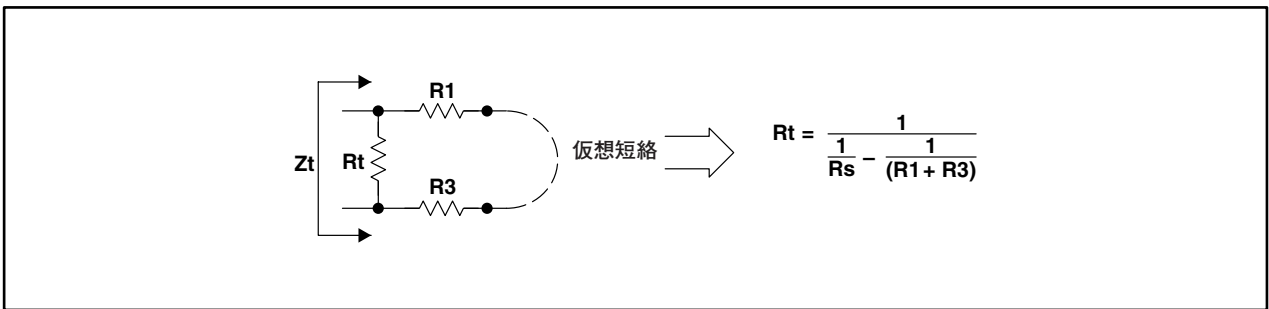 R1
Zt
Rt
R3
仮想短絡
Rt = 1 / (1/Rs − 1/(R1 + R3))